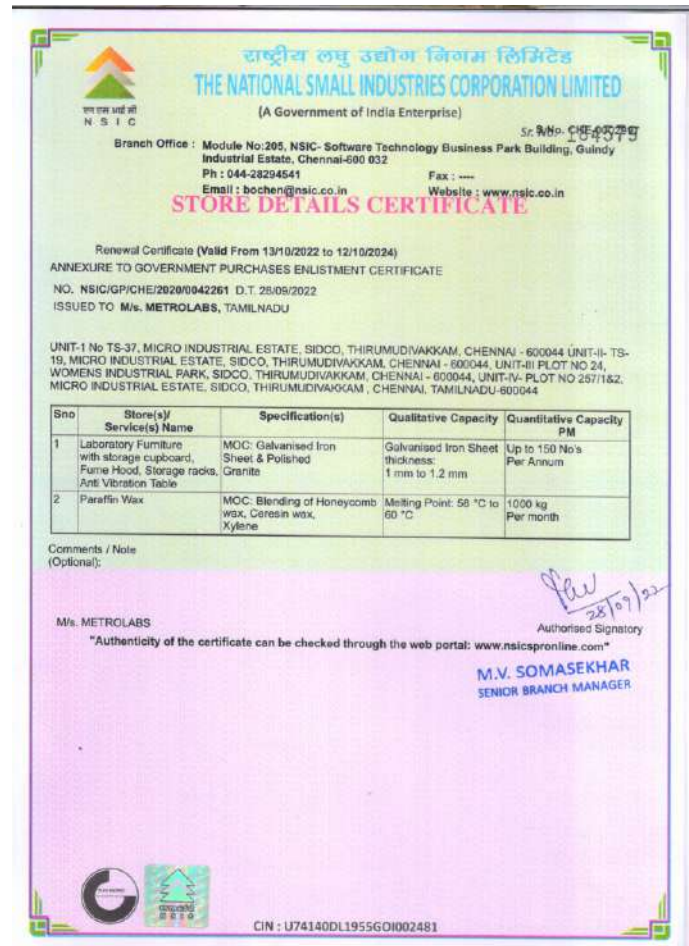 राष्ट्रीय लघु उद्योग निगम लिमिटेड
THE NATIONAL SMALL INDUSTRIES CORPORATION LIMITED
(A Government of India Enterprise)
एन एस आई सी
N S I C
Branch Office : Module No:205, NSIC- Software Technology Business Park Building, Guindy
Industrial Estate, Chennai-600 032
Ph : 044-28294541 Fax : ----
Email : bochen@nsic.co.in Website : www.nsic.co.in
STORE DETAILS CERTIFICATE
Renewal Certificate (Valid From 13/10/2022 to 12/10/2024)
ANNEXURE TO GOVERNMENT PURCHASES ENLISTMENT CERTIFICATE
NO. NSIC/GP/CHE/2020/0042261 D.T. 28/09/2022
ISSUED TO M/s. METROLABS, TAMILNADU
UNIT-1 No TS-37, MICRO INDUSTRIAL ESTATE, SIDCO, THIRUMUDIVAKKAM, CHENNAI - 600044 UNIT-II- TS-
19, MICRO INDUSTRIAL ESTATE, SIDCO, THIRUMUDIVAKKAM, CHENNAI - 600044, UNIT-III PLOT NO 24,
WOMENS INDUSTRIAL PARK, SIDCO, THIRUMUDIVAKKAM, CHENNAI - 600044, UNIT-IV- PLOT NO 257/1&2,
MICRO INDUSTRIAL ESTATE, SIDCO, THIRUMUDIVAKKAM , CHENNAI, TAMILNADU-600044
Sno Store(s)/ Specification(s) Qualitative Capacity Quantitative Capacity
Service(s) Name PM
1 Laboratory Furniture MOC: Galvanised Iron Galvanised Iron Sheet Up to 150 No's
with storage cupboard, Sheet & Polished thickness: Per Annum
Fume Hood, Storage racks, Granite 1 mm to 1.2 mm
Anti Vibration Table
2 Paraffin Wax MOC: Blending of Honeycomb Melting Point: 58 °C to 1000 kg
wax, Ceresin wax, 60 °C Per month
Xylene
Comments / Note
(Optional):
28/09/22
M/s. METROLABS Authorised Signatory
"Authenticity of the certificate can be checked through the web portal: www.nsicspronline.com"
M.V. SOMASEKHAR
SENIOR BRANCH MANAGER
CIN : U74140DL1955GOI002481